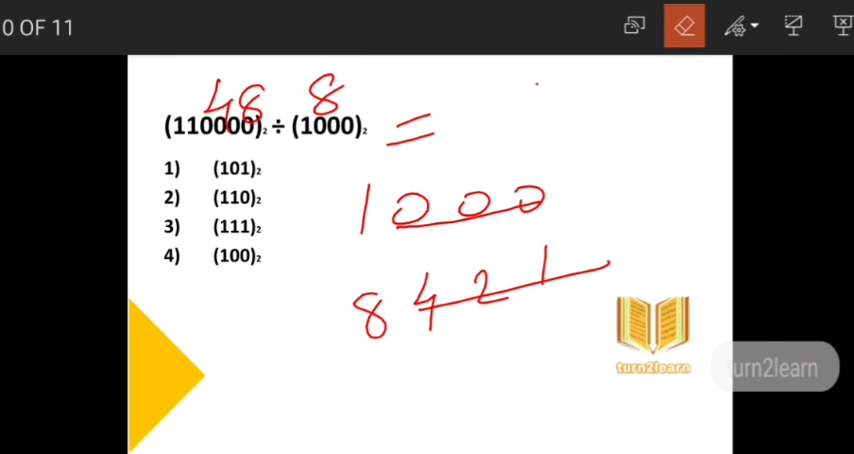 0 OF 11
48 8
(110000)₂ ÷ (1000)₂ =
1) (101)₂
2) (110)₂
3) (111)₂
4) (100)₂
1000
8421
turn2learn
turn2learn